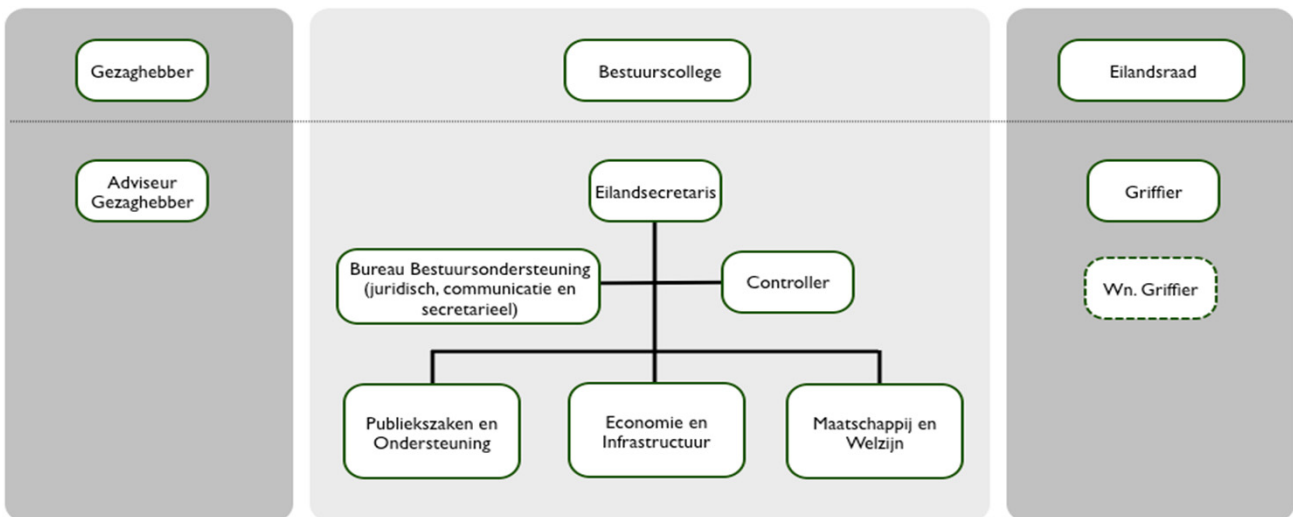 Gezaghebber
Bestuurscollege
Eilandsraad
Adviseur
Gezaghebber
Eilandsecretaris
Griffier
Bureau Bestuursondersteuning
(juridisch, communicatie en
secretarieel)
Controller
Wn. Griffier
Publiekszaken en
Ondersteuning
Economie en
Infrastructuur
Maatschappij en
Welzijn